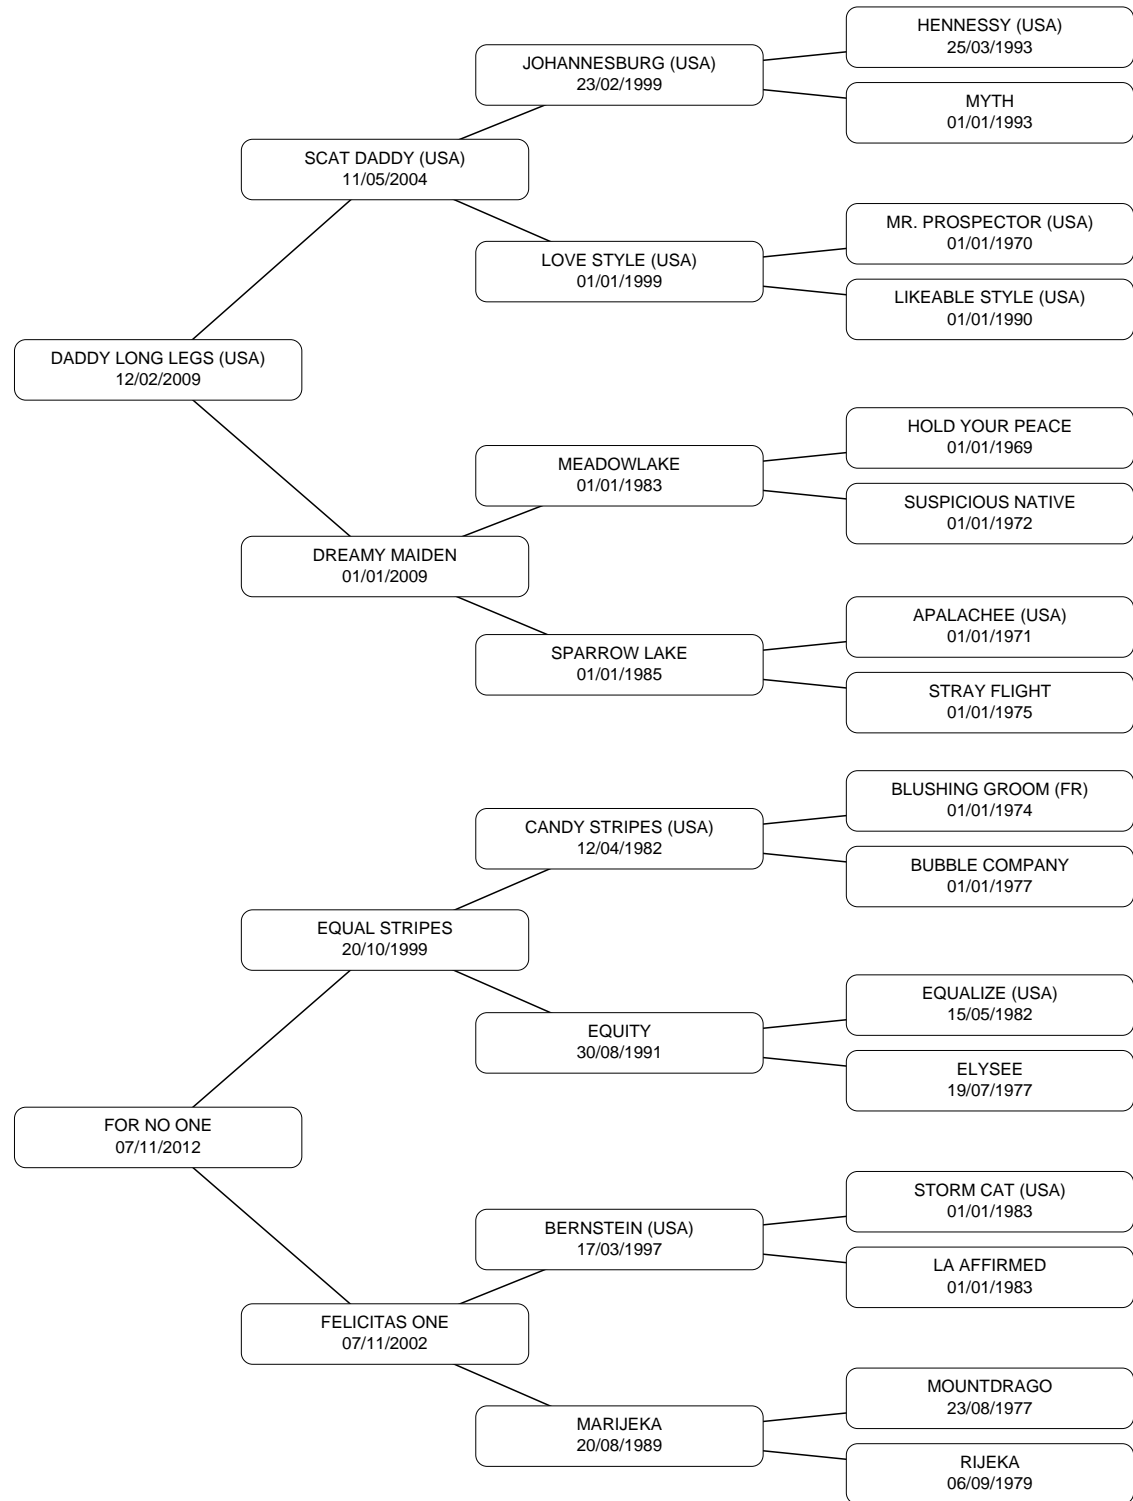 HENNESSY (USA)
25/03/1993
JOHANNESBURG (USA)
23/02/1999
MYTH
01/01/1993
SCAT DADDY (USA)
11/05/2004
MR. PROSPECTOR (USA)
01/01/1970
LOVE STYLE (USA)
01/01/1999
LIKEABLE STYLE (USA)
01/01/1990
DADDY LONG LEGS (USA)
12/02/2009
HOLD YOUR PEACE
01/01/1969
MEADOWLAKE
01/01/1983
SUSPICIOUS NATIVE
01/01/1972
DREAMY MAIDEN
01/01/2009
APALACHEE (USA)
01/01/1971
SPARROW LAKE
01/01/1985
STRAY FLIGHT
01/01/1975
BLUSHING GROOM (FR)
01/01/1974
CANDY STRIPES (USA)
12/04/1982
BUBBLE COMPANY
01/01/1977
EQUAL STRIPES
20/10/1999
EQUALIZE (USA)
15/05/1982
EQUITY
30/08/1991
ELYSEE
19/07/1977
FOR NO ONE
07/11/2012
STORM CAT (USA)
01/01/1983
BERNSTEIN (USA)
17/03/1997
LA AFFIRMED
01/01/1983
FELICITAS ONE
07/11/2002
MOUNTDRAGO
23/08/1977
MARIJEKA
20/08/1989
RIJEKA
06/09/1979